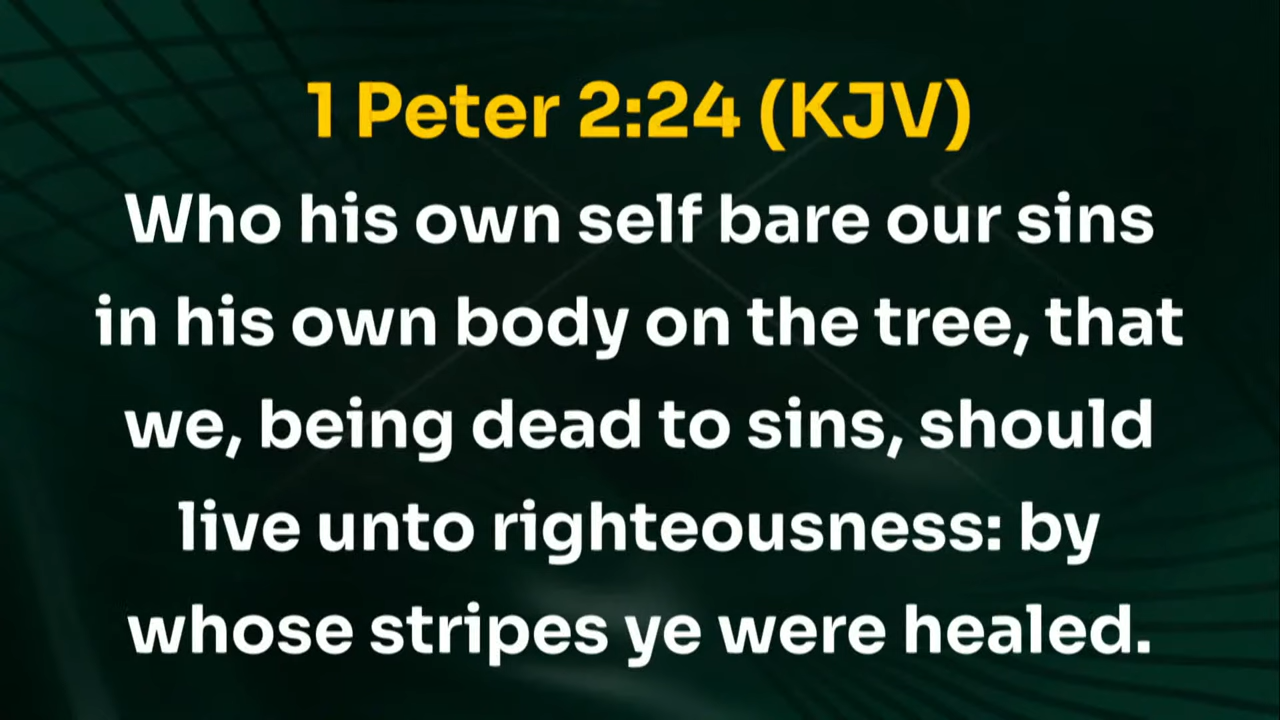 1 Peter 2:24 (KJV)
Who his own self bare our sins
in his own body on the tree, that
we, being dead to sins, should
live unto righteousness: by
whose stripes ye were healed.